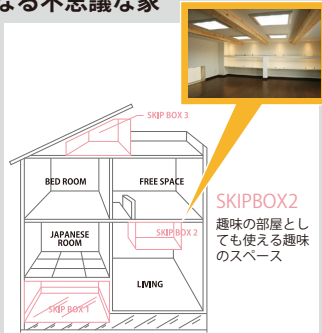 なる不思議な家
SKIP BOX 3
BED ROOM
FREE SPACE
JAPANESE
ROOM
SKIP BOX 2
LIVING
SKIP BOX 1
SKIPBOX2
趣味の部屋とし
ても使える趣味
のスペース